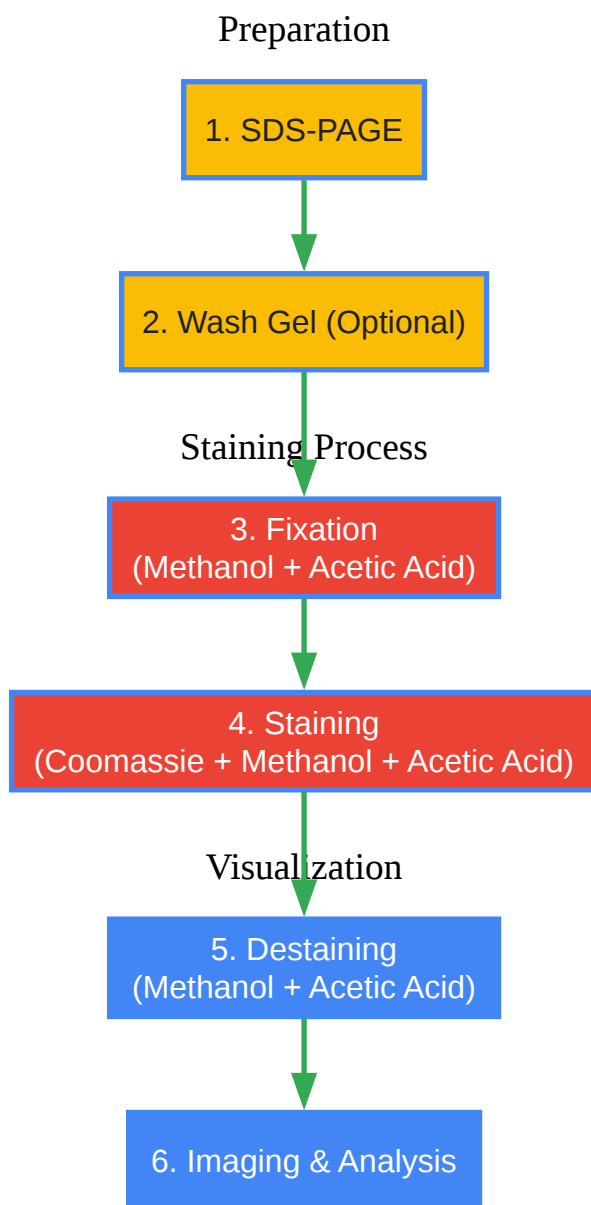 Preparation
1. SDS-PAGE
2. Wash Gel (Optional)
Staining Process
3. Fixation
(Methanol + Acetic Acid)
4. Staining
(Coomassie + Methanol + Acetic Acid)
Visualization
5. Destaining
(Methanol + Acetic Acid)
6. Imaging & Analysis